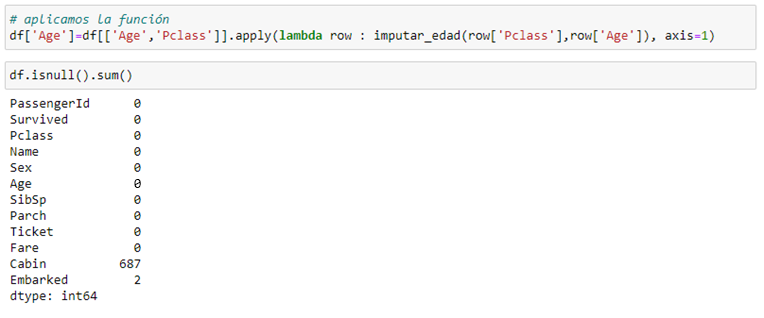 # aplicamos la función
df['Age']=df[['Age','Pclass']].apply(lambda row : imputar_edad(row['Pclass'],row['Age']), axis=1)
df.isnull().sum()
PassengerId 0
Survived 0
Pclass 0
Name 0
Sex 0
Age 0
SibSp 0
Parch 0
Ticket 0
Fare 0
Cabin 687
Embarked 2
dtype: int64